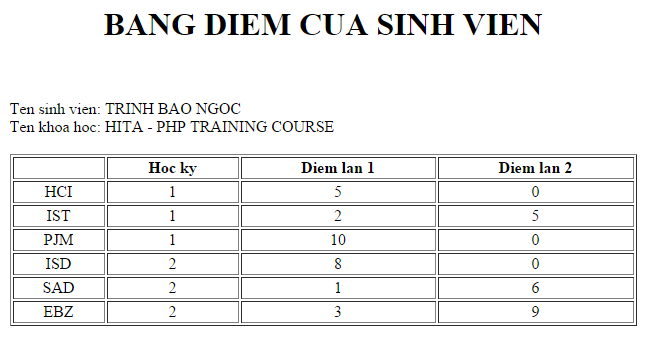 BANG DIEM CUA SINH VIEN
Ten sinh vien: TRINH BAO NGOC
Ten khoa hoc: HITA - PHP TRAINING COURSE
Hoc ky Diem lan 1 Diem lan 2
HCI 1 5 0
IST 1 2 5
PJM 1 10 0
ISD 2 8 0
SAD 2 1 6
EBZ 2 3 9